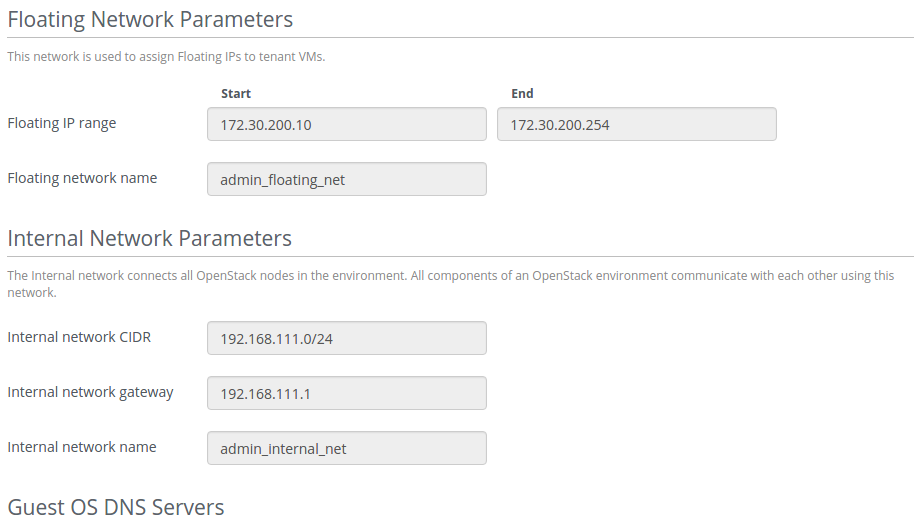 Floating Network Parameters
This network is used to assign Floating IPs to tenant VMs.
Start End
Floating IP range 172.30.200.10 172.30.200.254
Floating network name admin_floating_net
Internal Network Parameters
The Internal network connects all OpenStack nodes in the environment. All components of an OpenStack environment communicate with each other using this
network.
Internal network CIDR 192.168.111.0/24
Internal network gateway 192.168.111.1
Internal network name admin_internal_net
Guest OS DNS Servers